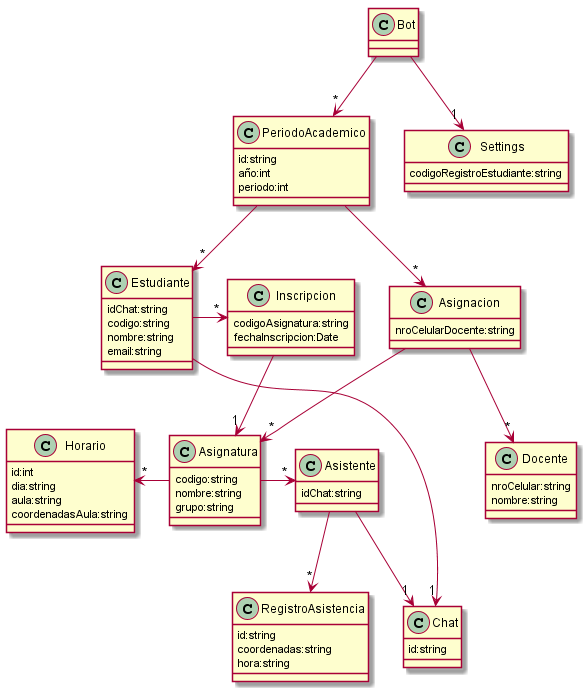 C Bot
*
1
C PeriodoAcademico
id:string
año:int
periodo:int
C Settings
codigoRegistroEstudiante:string
*
*
C Estudiante
idChat:string
codigo:string
nombre:string
email:string
*
C Inscripcion
codigoAsignatura:string
fechaInscripcion:Date
C Asignacion
nroCelularDocente:string
1
*
*
C Horario
id:int
dia:string
aula:string
coordenadasAula:string
*
C Asignatura
codigo:string
nombre:string
grupo:string
*
C Asistente
idChat:string
C Docente
nroCelular:string
nombre:string
*
1
1
C RegistroAsistencia
id:string
coordenadas:string
hora:string
C Chat
id:string